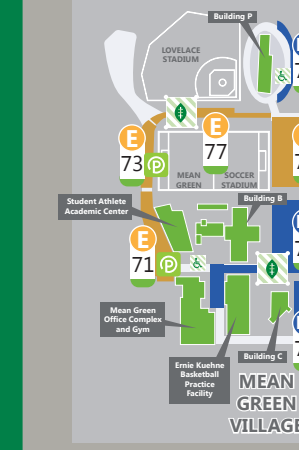 Building P
LOVELACE
STADIUM
E
73
P
E
77
MEAN
GREEN
SOCCER
STADIUM
Building B
Student Athlete
Academic Center
E
71
P
Mean Green
Office Complex
and Gym
Ernie Kuehne
Basketball
Practice
Facility
Building C
MEAN
GREEN
VILLAGE